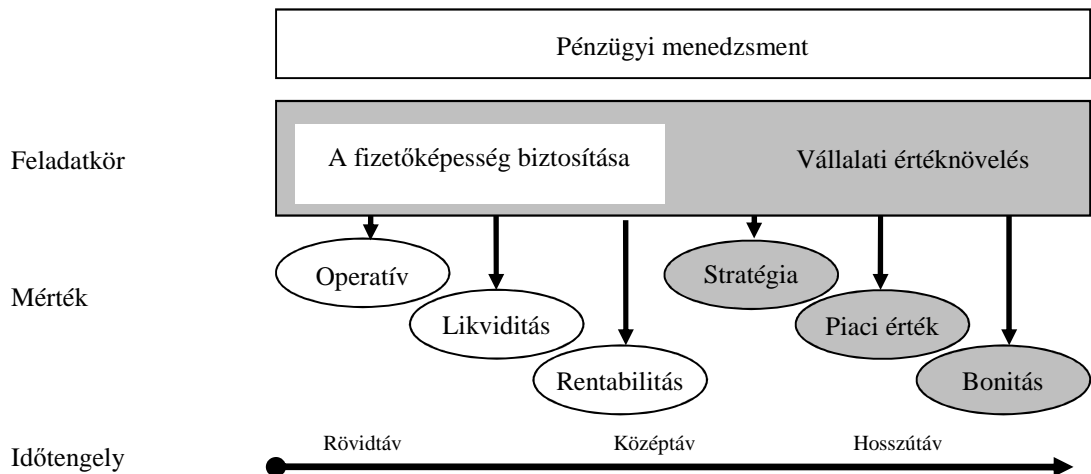 Pénzügyi menedzsment
Feladatkör
A fizetőképesség biztosítása
Vállalati értéknövelés
Mérték
Operatív
Likviditás
Rentabilitás
Stratégia
Piaci érték
Bonitás
Időtengely
Rövidtáv
Középtáv
Hosszútáv